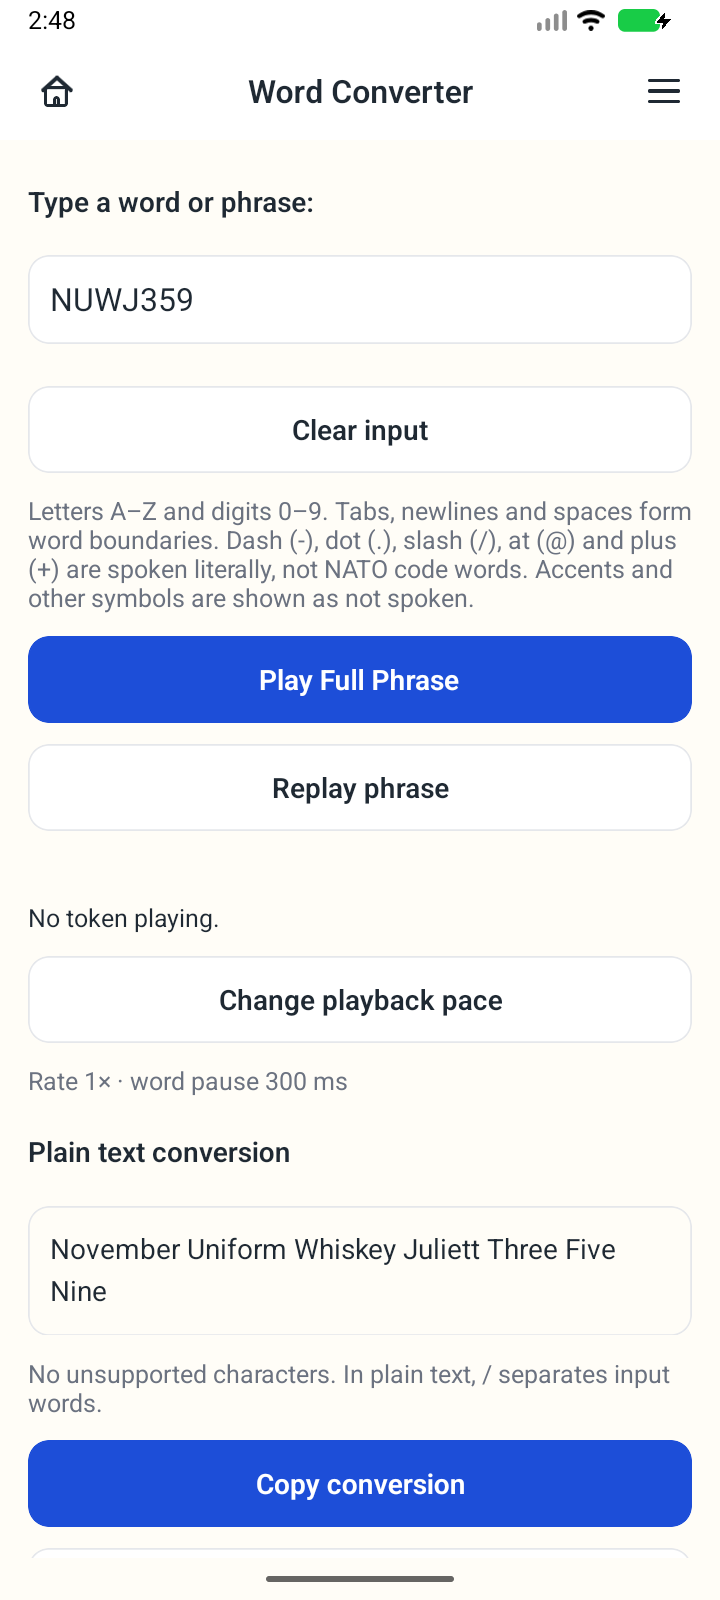 2:48
Word Converter
Type a word or phrase:
NUWJ359
Clear input
Letters A–Z and digits 0–9. Tabs, newlines and spaces form
word boundaries. Dash (-), dot (.), slash (/), at (@) and plus
(+) are spoken literally, not NATO code words. Accents and
other symbols are shown as not spoken.
Play Full Phrase
Replay phrase
No token playing.
Change playback pace
Rate 1× · word pause 300 ms
Plain text conversion
November Uniform Whiskey Juliett Three Five
Nine
No unsupported characters. In plain text, / separates input
words.
Copy conversion